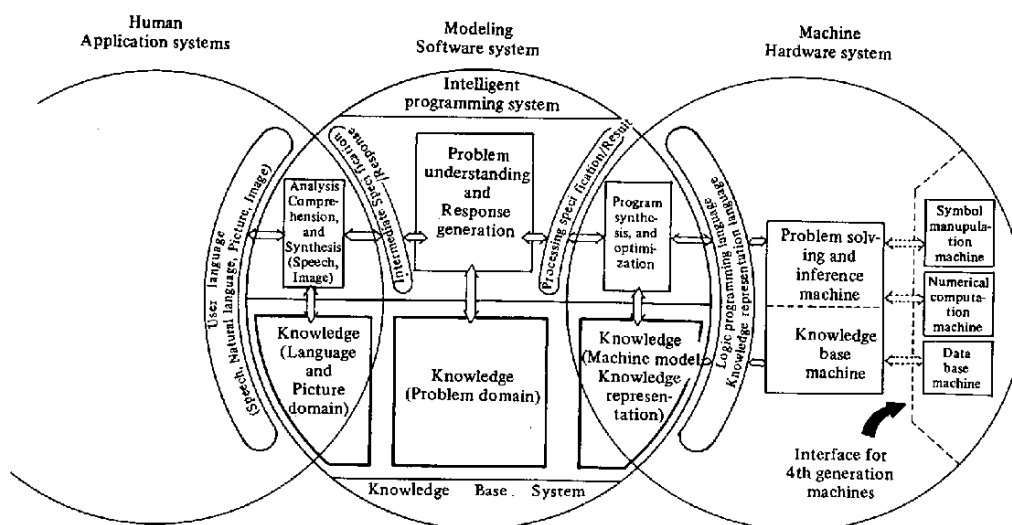 Human
Application systems
Modeling
Software system
Machine
Hardware system
Intelligent
programming system
User language
(Speech, Natural language, Picture, Image)
Analysis
Compre-
hension,
and
Synthesis
(Speech,
Image)
Intermediate Specification
/Response
Problem
understanding
and
Response
generation
Processing specification/Result
Program
synthe-
sis, and
optimi-
zation
Logic programming language
Knowledge representation language
Problem solv-
ing and
inference
machine
Knowledge
base
machine
Symbol
manupula-
tion
machine
Numerical
computa-
tion
machine
Data
base
machine
Knowledge
(Language
and
Picture
domain)
Knowledge
(Problem domain)
Knowledge
(Machine model
Knowledge
represen-
tation)
Knowledge Base System
Interface for
4th generation
machines